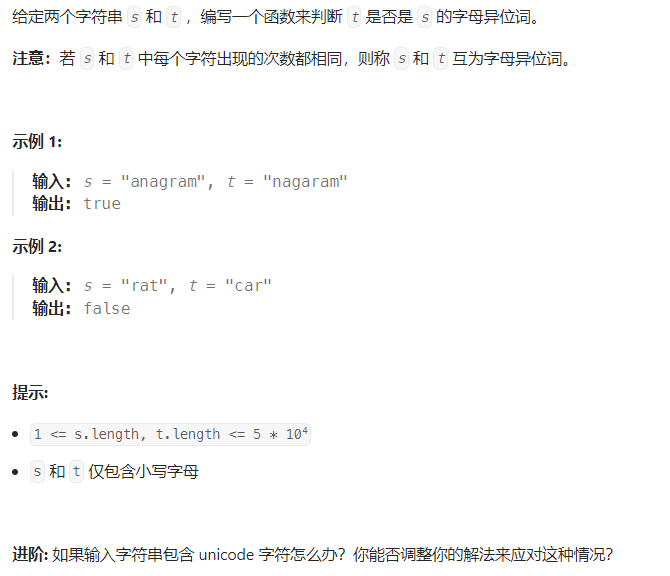 给定两个字符串 s 和 t ，编写一个函数来判断 t 是否是 s 的字母异位词。
注意：若 s 和 t 中每个字符出现的次数都相同，则称 s 和 t 互为字母异位词。
示例 1:
输入: s = "anagram", t = "nagaram"
输出: true
示例 2:
输入: s = "rat", t = "car"
输出: false
提示:
1 <= s.length, t.length <= 5 * 10⁴
s 和 t 仅包含小写字母
进阶: 如果输入字符串包含 unicode 字符怎么办？你能否调整你的解法来应对这种情况？